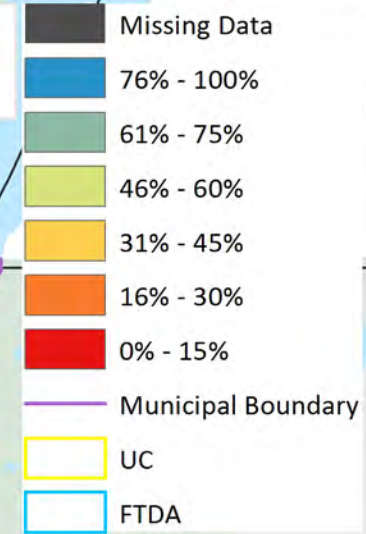 Missing Data
76% - 100%
61% - 75%
46% - 60%
31% - 45%
16% - 30%
0% - 15%
Municipal Boundary
UC
FTDA